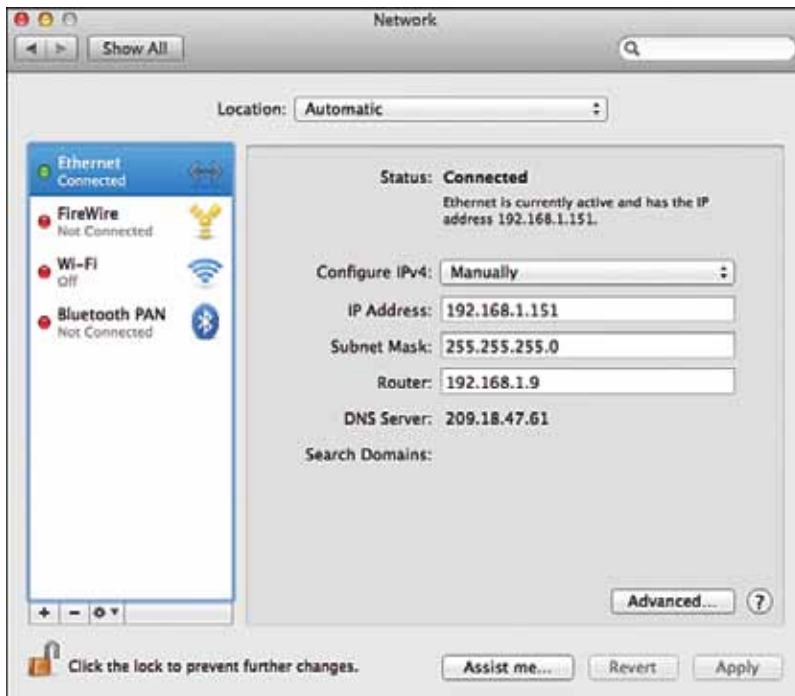 Network
Show All
Location: Automatic
Ethernet
Connected
FireWire
Not Connected
Wi-Fi
Off
Bluetooth PAN
Not Connected
Status: Connected
Ethernet is currently active and has the IP
address 192.168.1.151.
Configure IPv4: Manually
IP Address: 192.168.1.151
Subnet Mask: 255.255.255.0
Router: 192.168.1.9
DNS Server: 209.18.47.61
Search Domains:
Advanced... ?
Click the lock to prevent further changes.
Assist me... Revert Apply